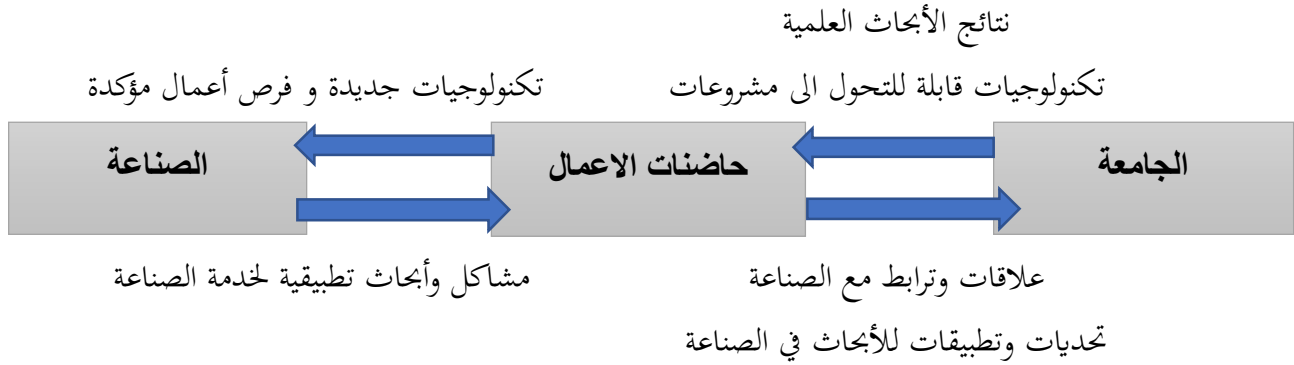 نتائج الأبحاث العلمية
تكنولوجيات قابلة للتحول الى مشروعات
تكنولوجيات جديدة و فرص أعمال مؤكدة
الجامعة
حاضنات الاعمال
الصناعة
علاقات وترابط مع الصناعة
مشاكل وأبحاث تطبيقية لخدمة الصناعة
تحديات وتطبيقات للأبحاث في الصناعة